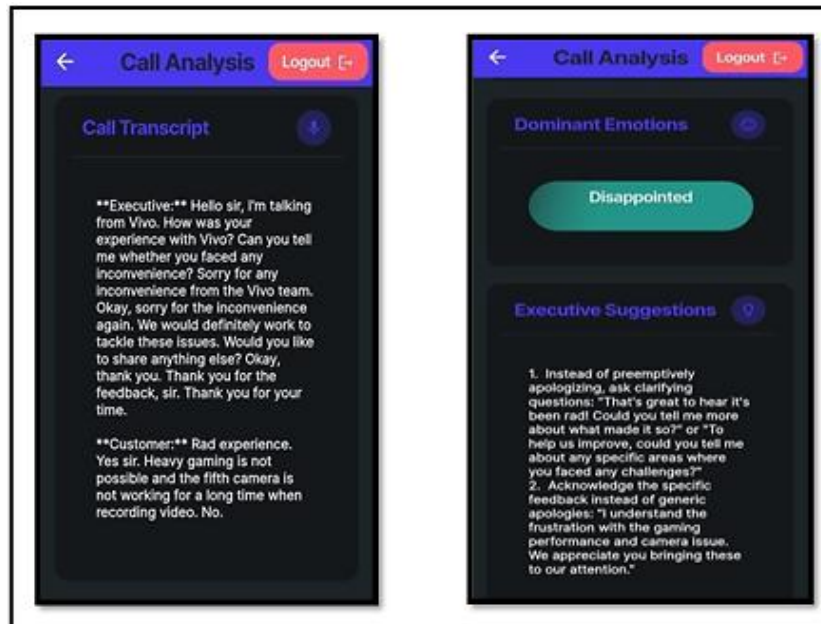 Call Analysis
Logout
Call Transcript
**Executive:** Hello sir, I'm talking
from Vivo. How was your
experience with Vivo? Can you tell
me whether you faced any
inconvenience? Sorry for any
inconvenience from the Vivo team.
Okay, sorry for the inconvenience
again. We would definitely work to
tackle these issues. Would you like
to share anything else? Okay,
thank you. Thank you for the
feedback, sir. Thank you for your
time.
**Customer:** Rad experience.
Yes sir. Heavy gaming is not
possible and the fifth camera is
not working for a long time when
recording video. No.
Call Analysis
Logout
Dominant Emotions
Disappointed
Executive Suggestions
1. Instead of preemptively
apologizing, ask clarifying
questions: "That's great to hear it's
been rad! Could you tell me more
about what made it so?" or "To
help us improve, could you tell me
about any specific areas where
you faced any challenges?"
2. Acknowledge the specific
feedback instead of generic
apologies: "I understand the
frustration with the gaming
performance and camera issue.
We appreciate you bringing these
to our attention."